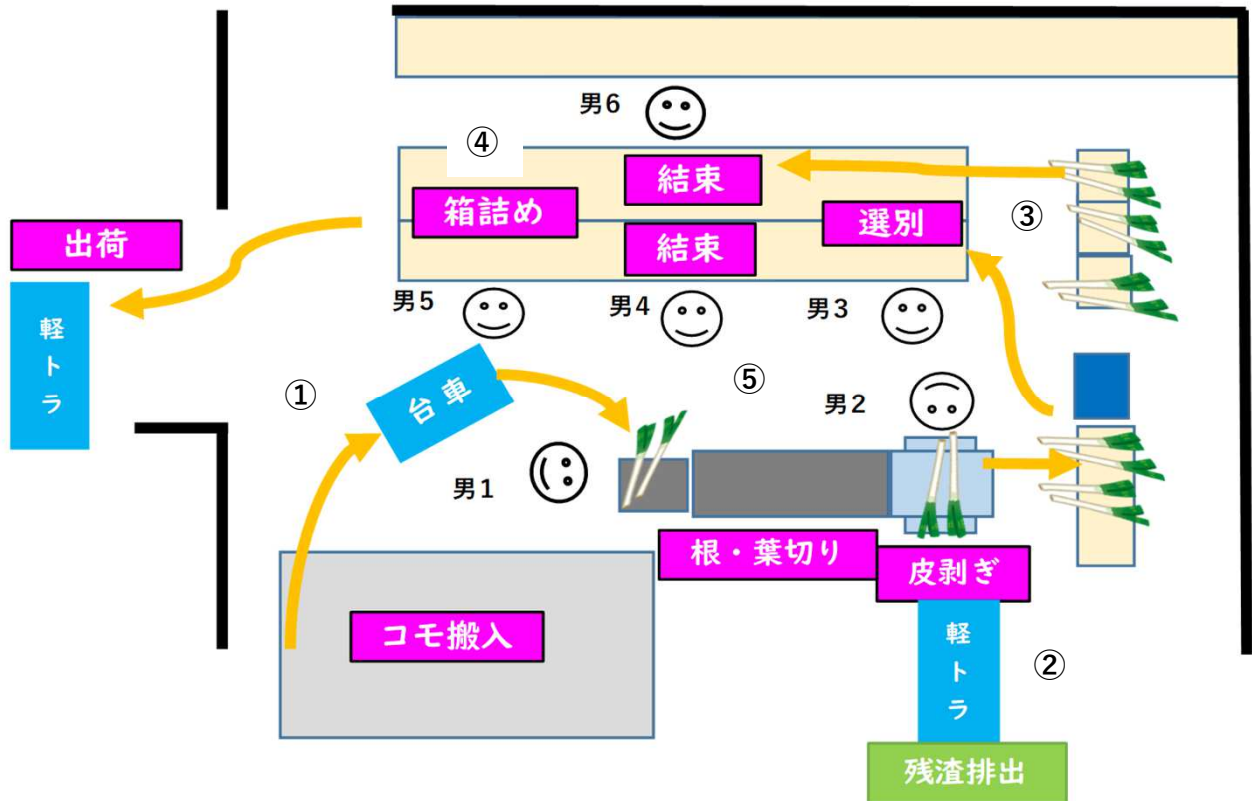 男6
④
結束
箱詰め
選別
③
出荷
結束
男5
男4
男3
軽トラ
①
台車
⑤
男2
男1
根・葉切り
皮剥ぎ
コモ搬入
軽トラ
②
残渣排出